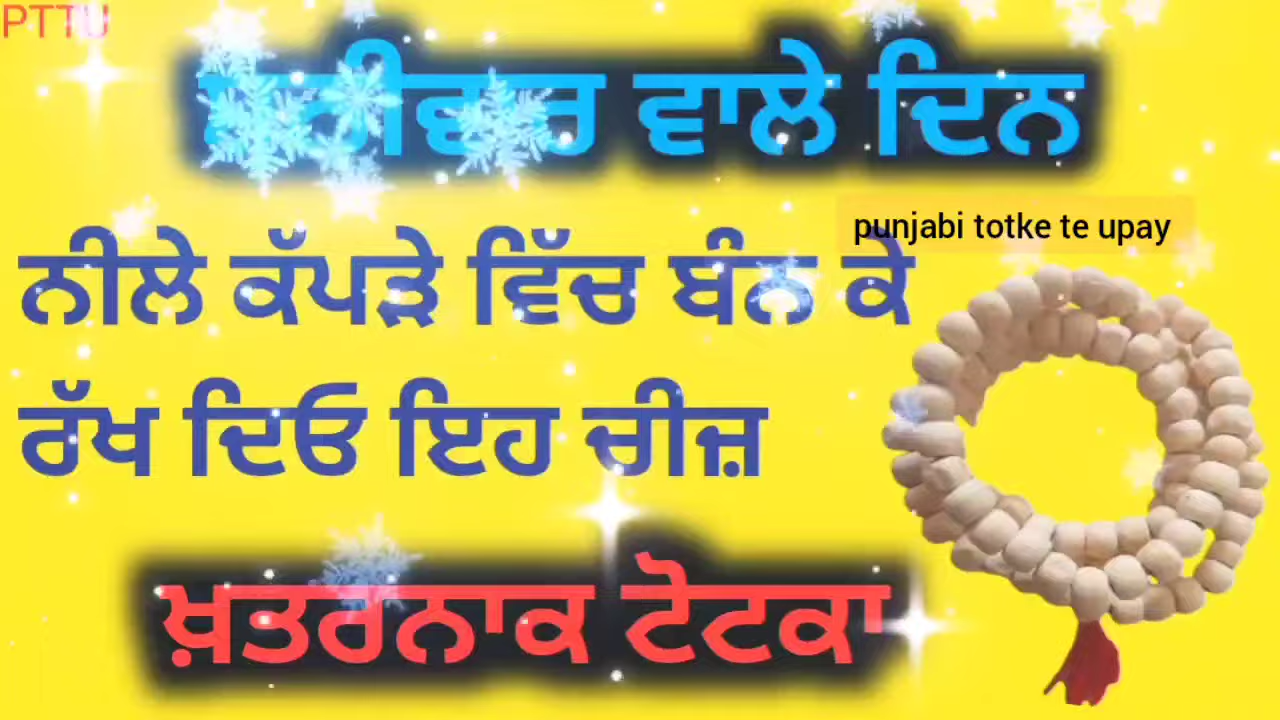 PTTU
ਵਾਲੇ ਦਿਨ
punjabi totke te upay
ਨੀਲੇ ਕੱਪੜੇ ਵਿੱਚ ਬੰਨ ਕੇ
ਰੱਖ ਦਿਓ ਇਹ ਚੀਜ਼
ਖ਼ਤਰਨਾਕ ਟੋਟਕਾ